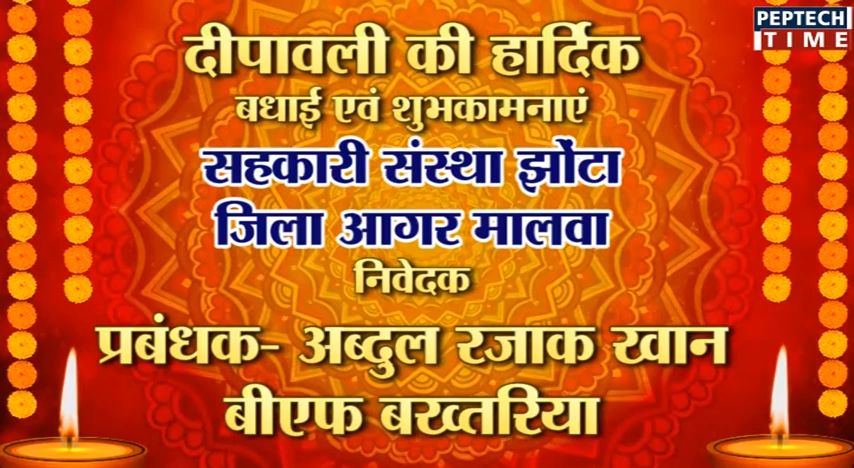 PEPTECH
TIME
दीपावली की हार्दिक
बधाई एवं शुभकामनाएं
सहकारी संस्था झोंटा
जिला आगर मालवा
निवेदक
प्रबंधक- अब्दुल रजाक खान
बीएफ बख्तरिया